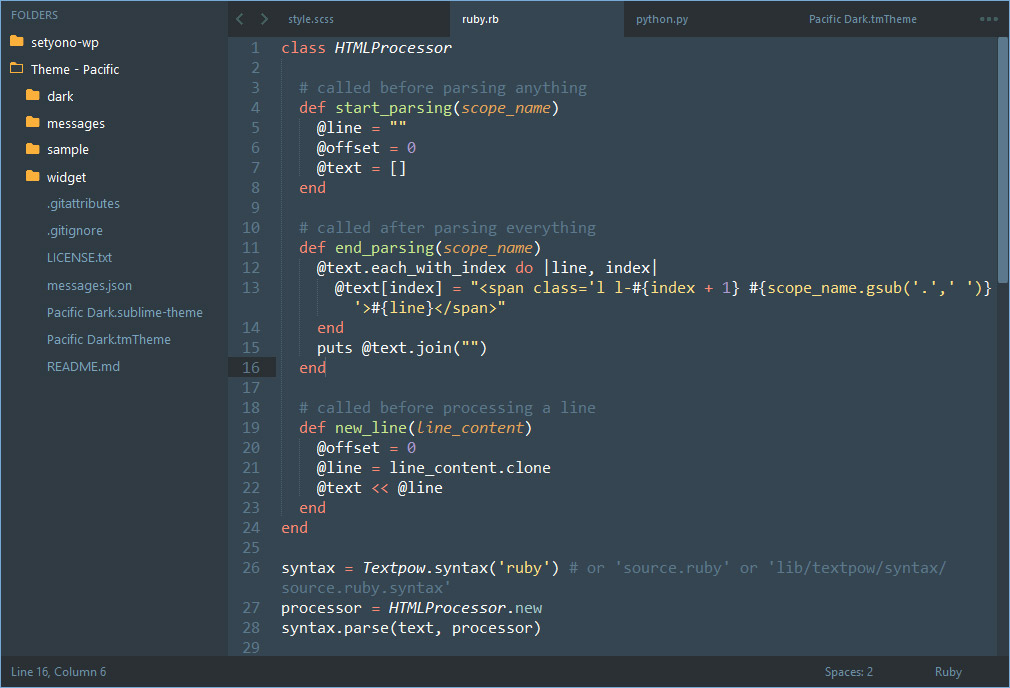 FOLDERS
setyono-wp
Theme - Pacific
dark
messages
sample
widget
.gitattributes
.gitignore
LICENSE.txt
messages.json
Pacific Dark.sublime-theme
Pacific Dark.tmTheme
README.md
style.scss
ruby.rb
python.py
Pacific Dark.tmTheme
1 class HTMLProcessor
2
3   # called before parsing anything
4   def start_parsing(scope_name)
5     @line = ""
6     @offset = 0
7     @text = []
8   end
9
10   # called after parsing everything
11   def end_parsing(scope_name)
12     @text.each_with_index do |line, index|
13       @text[index] = "<span class='l l-#{index + 1} #{scope_name.gsub('.',' ')}
'>#{line}</span>"
14     end
15     puts @text.join("")
16   end
17
18   # called before processing a line
19   def new_line(line_content)
20     @offset = 0
21     @line = line_content.clone
22     @text << @line
23   end
24 end
25
26 syntax = Textpow.syntax('ruby') # or 'source.ruby' or 'lib/textpow/syntax/
source.ruby.syntax'
27 processor = HTMLProcessor.new
28 syntax.parse(text, processor)
29
Line 16, Column 6
Spaces: 2
Ruby